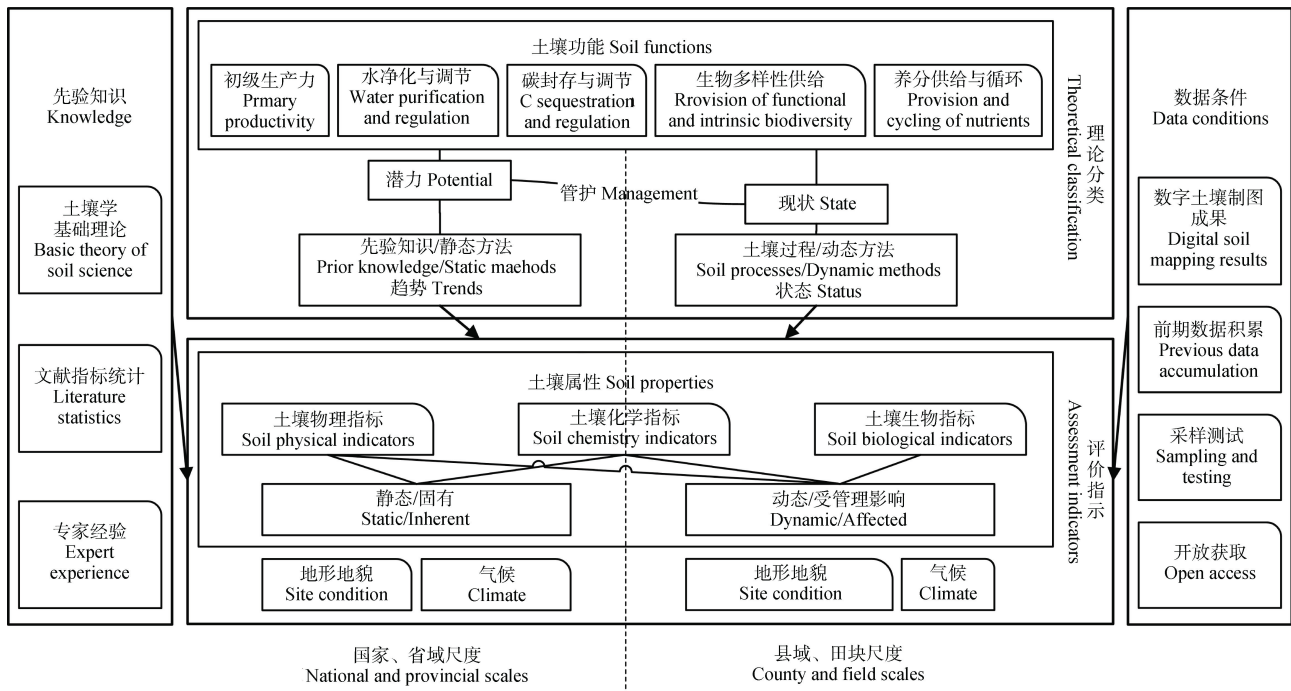 先验知识
Knowledge
土壤学
基础理论
Basic theory of
soil science
文献指标统计
Literature
statistics
专家经验
Expert
experience
土壤功能 Soil functions
初级生产力
Prmary
productivity
水净化与调节
Water purification
and regulation
碳封存与调节
C sequestration
and regulation
生物多样性供给
Rrovision of functional
and intrinsic biodiversity
养分供给与循环
Provision and
cycling of nutrients
潜力 Potential
管护 Management
现状 State
先验知识/静态方法
Prior knowledge/Static maehods
趋势 Trends
土壤过程/动态方法
Soil processes/Dynamic methods
状态 Status
理论分类
Theoretical classification
土壤属性 Soil properties
土壤物理指标
Soil physical indicators
土壤化学指标
Soil chemistry indicators
土壤生物指标
Soil biological indicators
静态/固有
Static/Inherent
动态/受管理影响
Dynamic/Affected
地形地貌
Site condition
气候
Climate
地形地貌
Site condition
气候
Climate
评价指示
Assessment indicators
数据条件
Data conditions
数字土壤制图
成果
Digital soil
mapping results
前期数据积累
Previous data
accumulation
采样测试
Sampling and
testing
开放获取
Open access
国家、省域尺度
National and provincial scales
县域、田块尺度
County and field scales